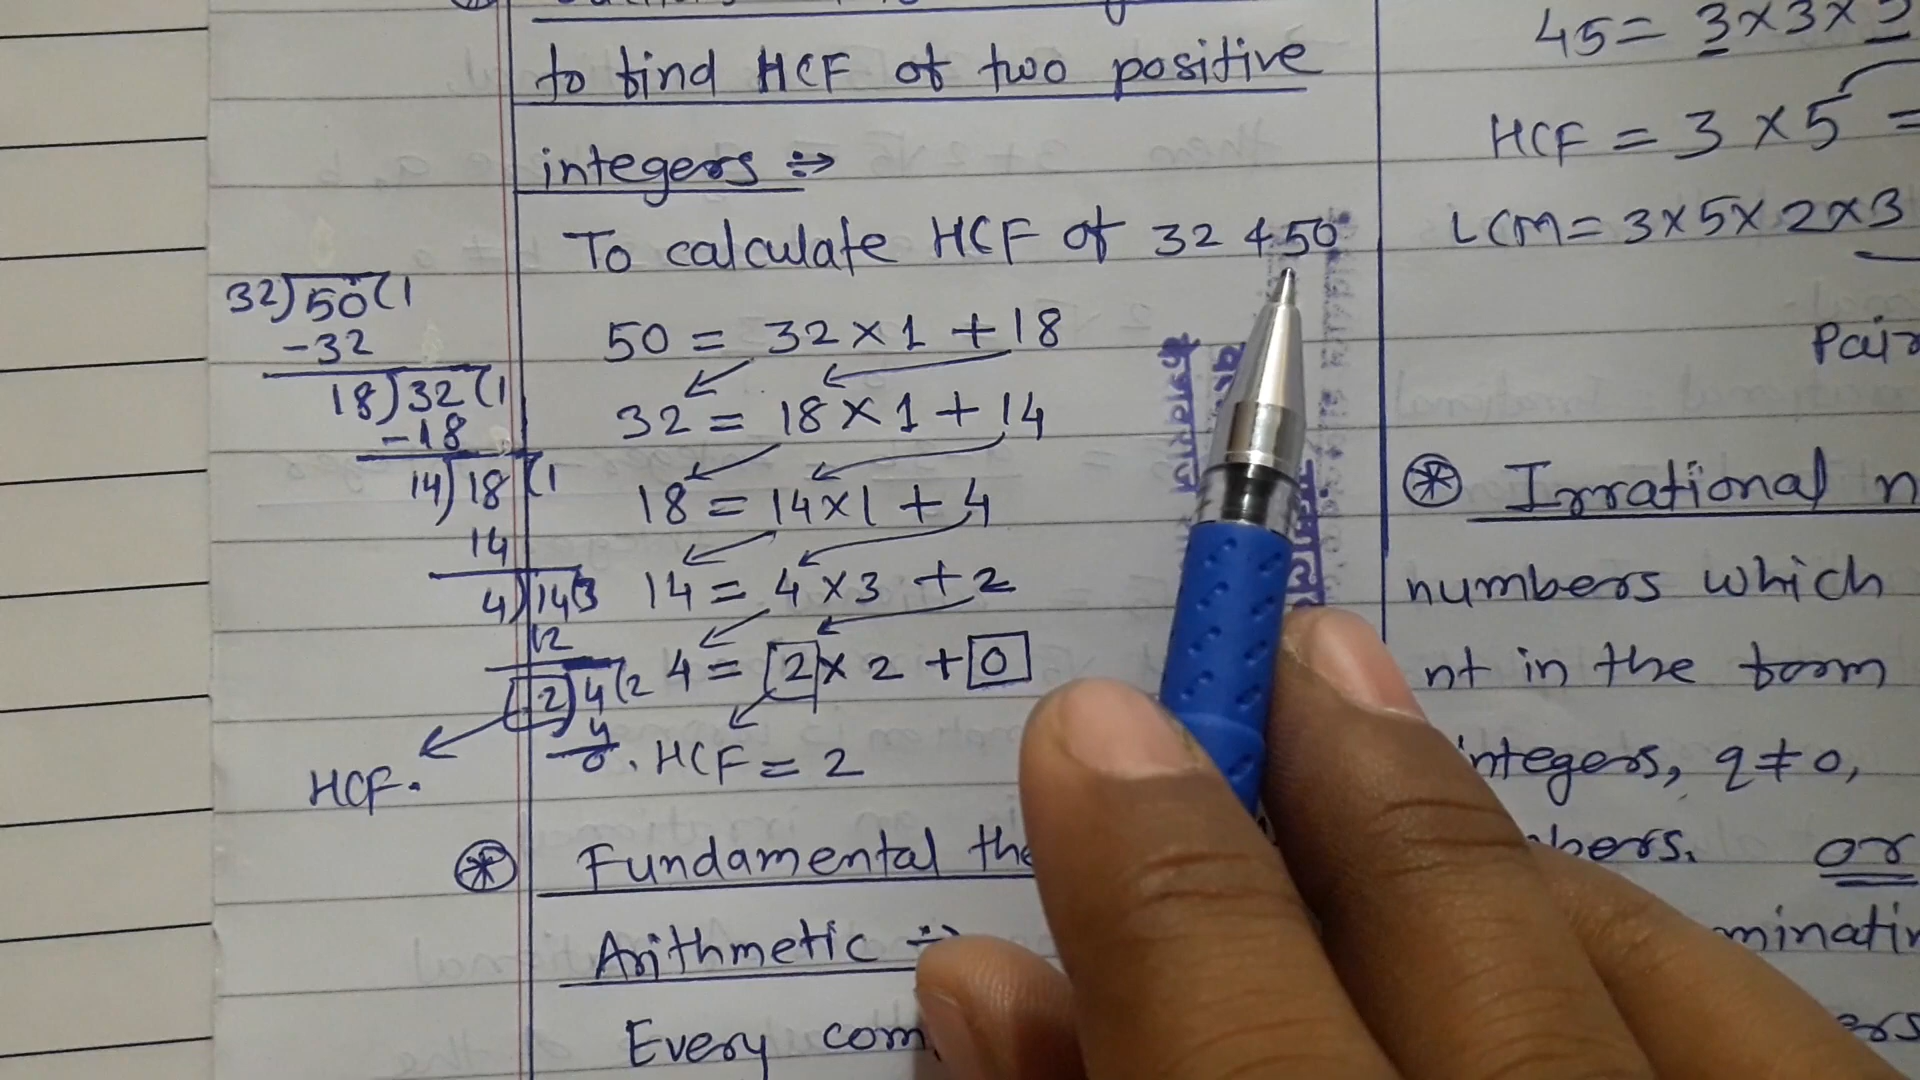 to find HCF of two positive
integers ⇒
To calculate HCF of 32 & 50
50 = 32 × 1 + 18
32 = 18 × 1 + 14
18 = 14 × 1 + 4
14 = 4 × 3 + 2
4 = 2 × 2 + 0
HCF = 2
32) 50 (1
-32
18) 32 (1
-18
14) 18 (1
14
4) 14 (3
12
2) 4 (2
4
0
HCF.
Fundamental the
Arithmetic ⇒
Every com
45 = 3×3×5
HCF = 3 × 5 =
LCM = 3×5×2×3
Pair
Irrational n
numbers which
nt in the form
integers, q ≠ 0,
bers. or
minatin
ers